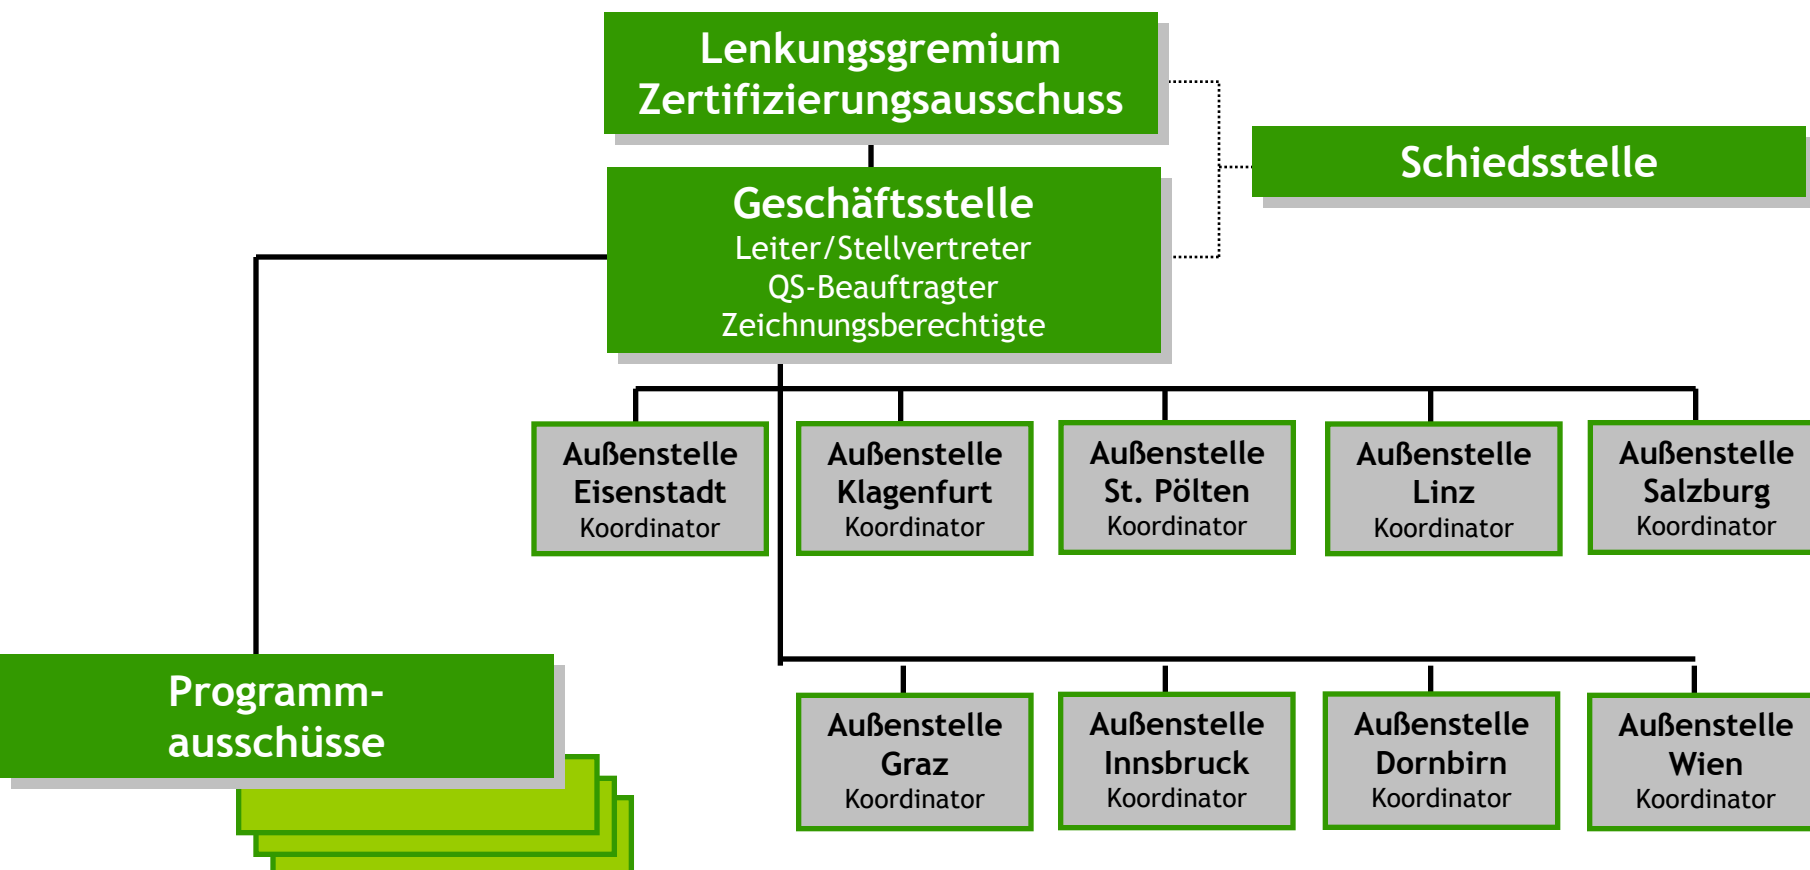 Lenkungsgremium
Zertifizierungsausschuss
Schiedsstelle
Geschäftsstelle
Leiter/Stellvertreter
QS-Beauftragter
Zeichnungsberechtigte
Außenstelle
Eisenstadt
Koordinator
Außenstelle
Klagenfurt
Koordinator
Außenstelle
St. Pölten
Koordinator
Außenstelle
Linz
Koordinator
Außenstelle
Salzburg
Koordinator
Programm-
ausschüsse
Außenstelle
Graz
Koordinator
Außenstelle
Innsbruck
Koordinator
Außenstelle
Dornbirn
Koordinator
Außenstelle
Wien
Koordinator